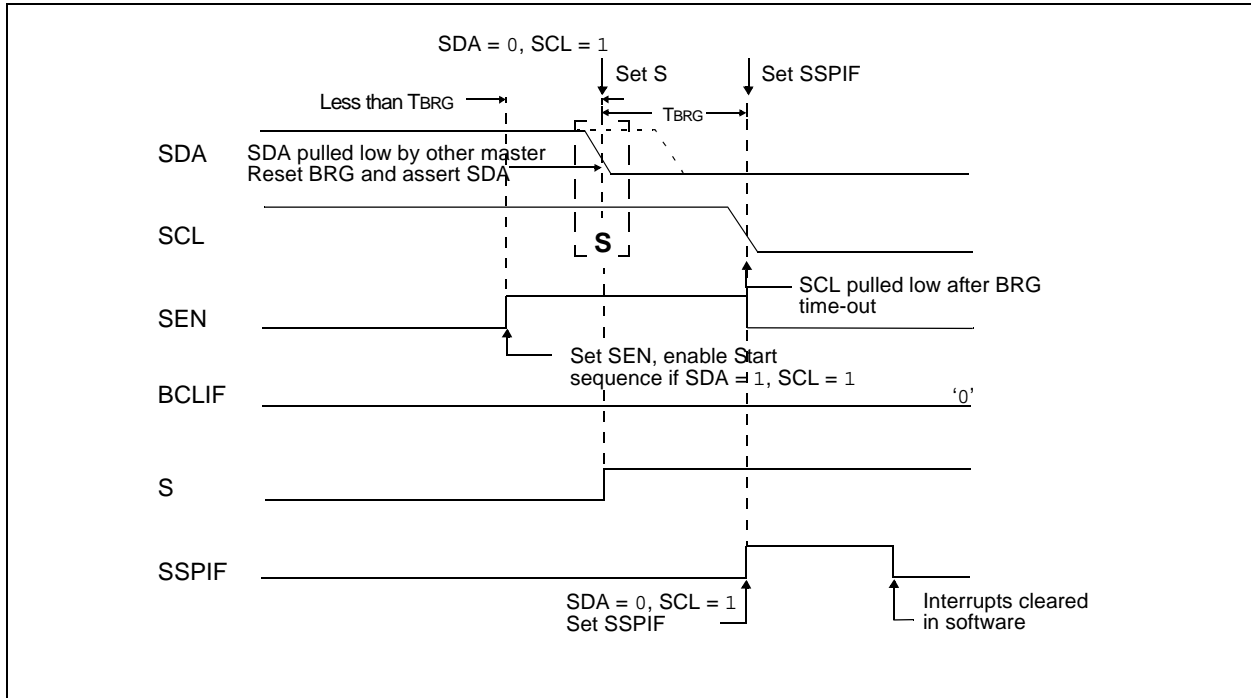 SDA = 0, SCL = 1
Set S
Set SSPIF
Less than TBRG
TBRG
SDA
SDA pulled low by other master
Reset BRG and assert SDA
SCL
S
SCL pulled low after BRG
time-out
SEN
Set SEN, enable Start
sequence if SDA = 1, SCL = 1
BCLIF
‘0’
S
SSPIF
SDA = 0, SCL = 1
Set SSPIF
Interrupts cleared
in software